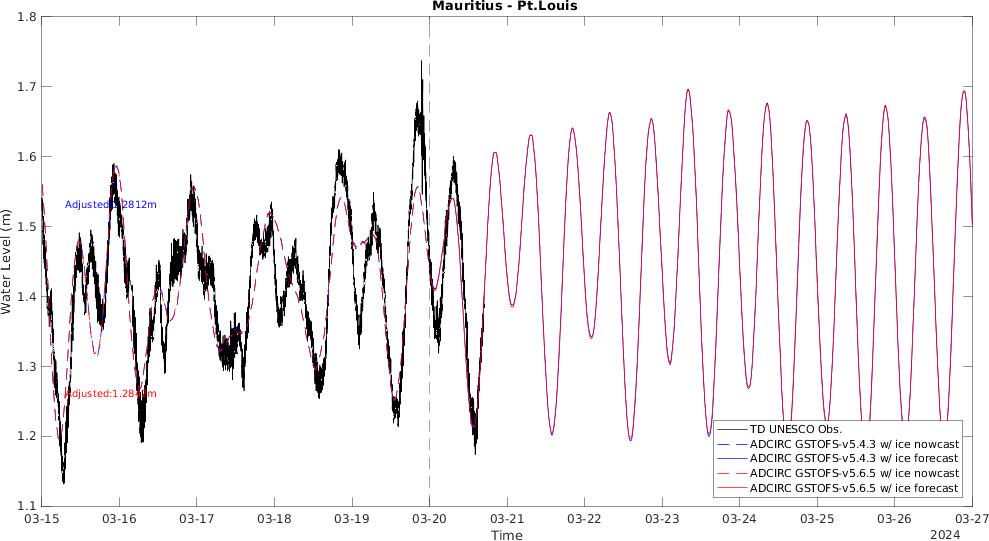 Mauritius - Pt.Louis
Water Level (m)
1.8
1.7
1.6
1.5
1.4
1.3
1.2
1.1
Adjusted:1.2812m
TD UNESCO Obs.
ADCIRC GSTOFS-v5.4.3 w/ ice nowcast
ADCIRC GSTOFS-v5.4.3 w/ ice forecast
ADCIRC GSTOFS-v5.6.5 w/ ice nowcast
ADCIRC GSTOFS-v5.6.5 w/ ice forecast
03-15 03-16 03-17 03-18 03-19 03-20 03-21 03-22 03-23 03-24 03-25 03-26 03-27
Time
2024